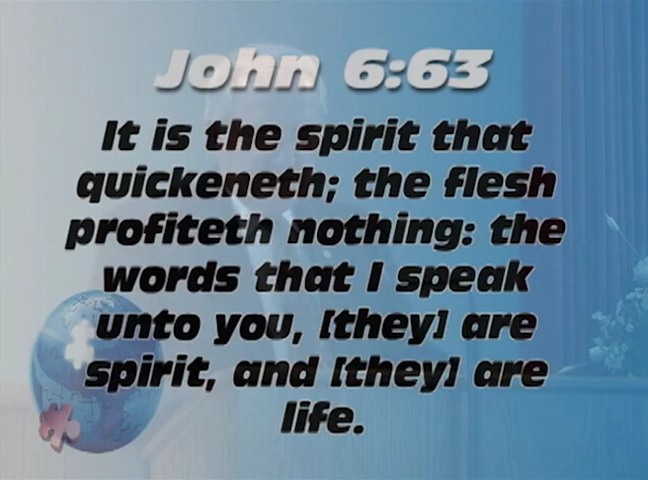 John 6:63
It is the spirit that
quickeneth; the flesh
profiteth nothing: the
words that I speak
unto you, [they] are
spirit, and [they] are
life.